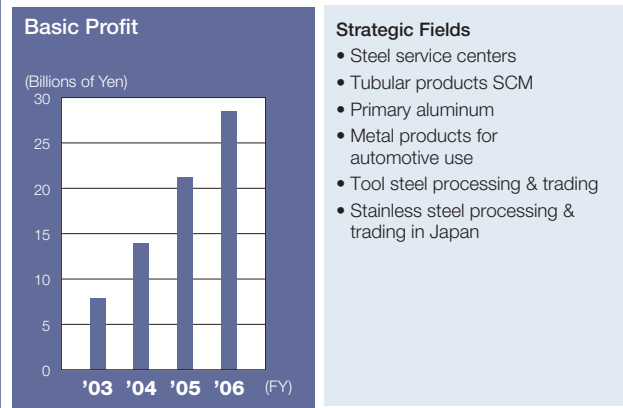 Basic Profit
(Billions of Yen)
30
25
20
15
10
5
0
’03 ’04 ’05 ’06 (FY)
Strategic Fields
• Steel service centers
• Tubular products SCM
• Primary aluminum
• Metal products for
automotive use
• Tool steel processing & trading
• Stainless steel processing &
trading in Japan